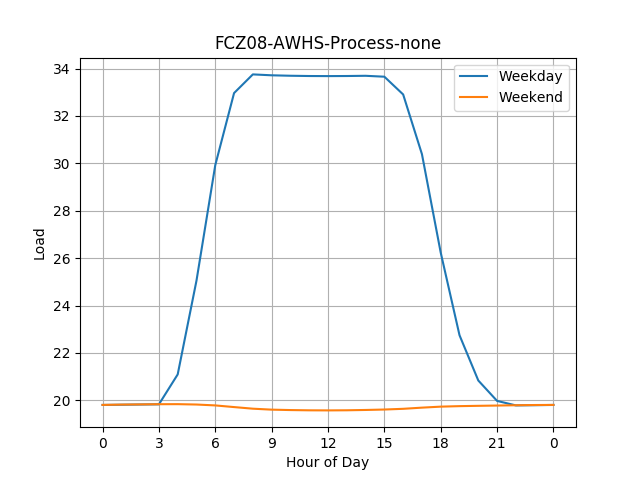 FCZ08-AWHS-Process-none
34
32
30
28
26
24
22
20
Load
Weekday
Weekend
0 3 6 9 12 15 18 21 0
Hour of Day